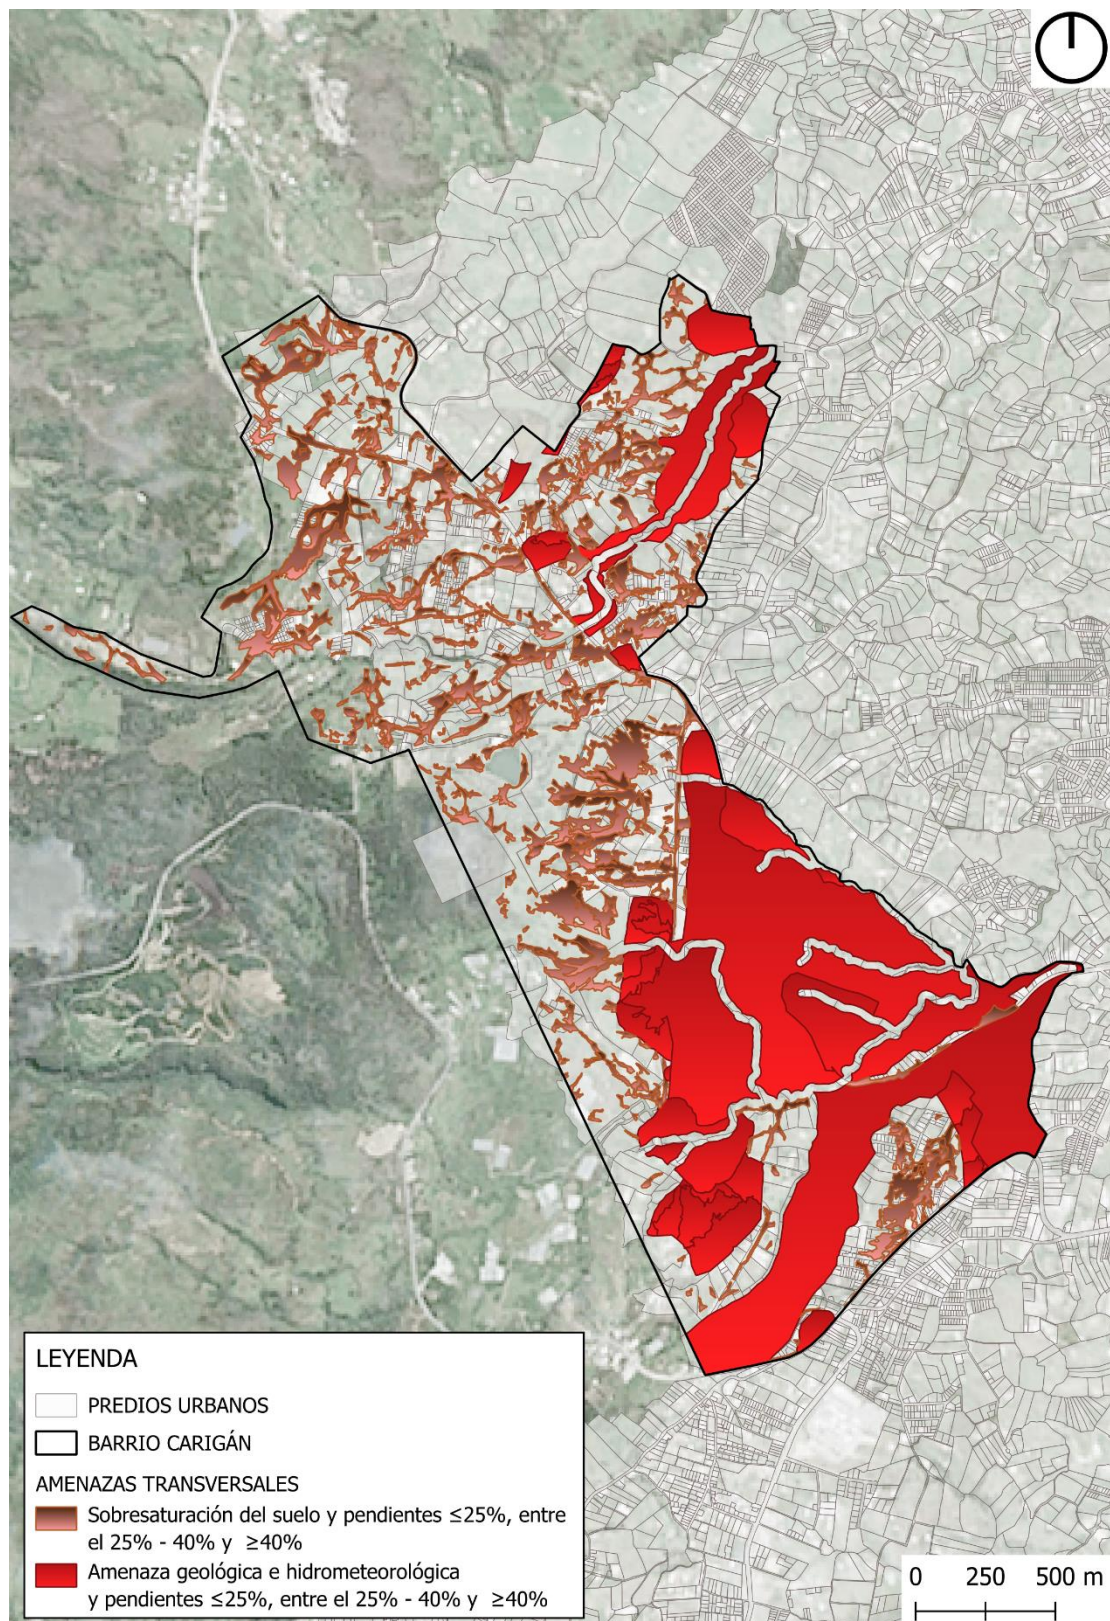 LEYENDA
PREDIOS URBANOS
BARRIO CARIGÁN
AMENAZAS TRANSVERSALES
Sobresaturación del suelo y pendientes ≤25%, entre
el 25% - 40% y ≥40%
Amenaza geológica e hidrometeorológica
y pendientes ≤25%, entre el 25% - 40% y ≥40%
0 250 500 m